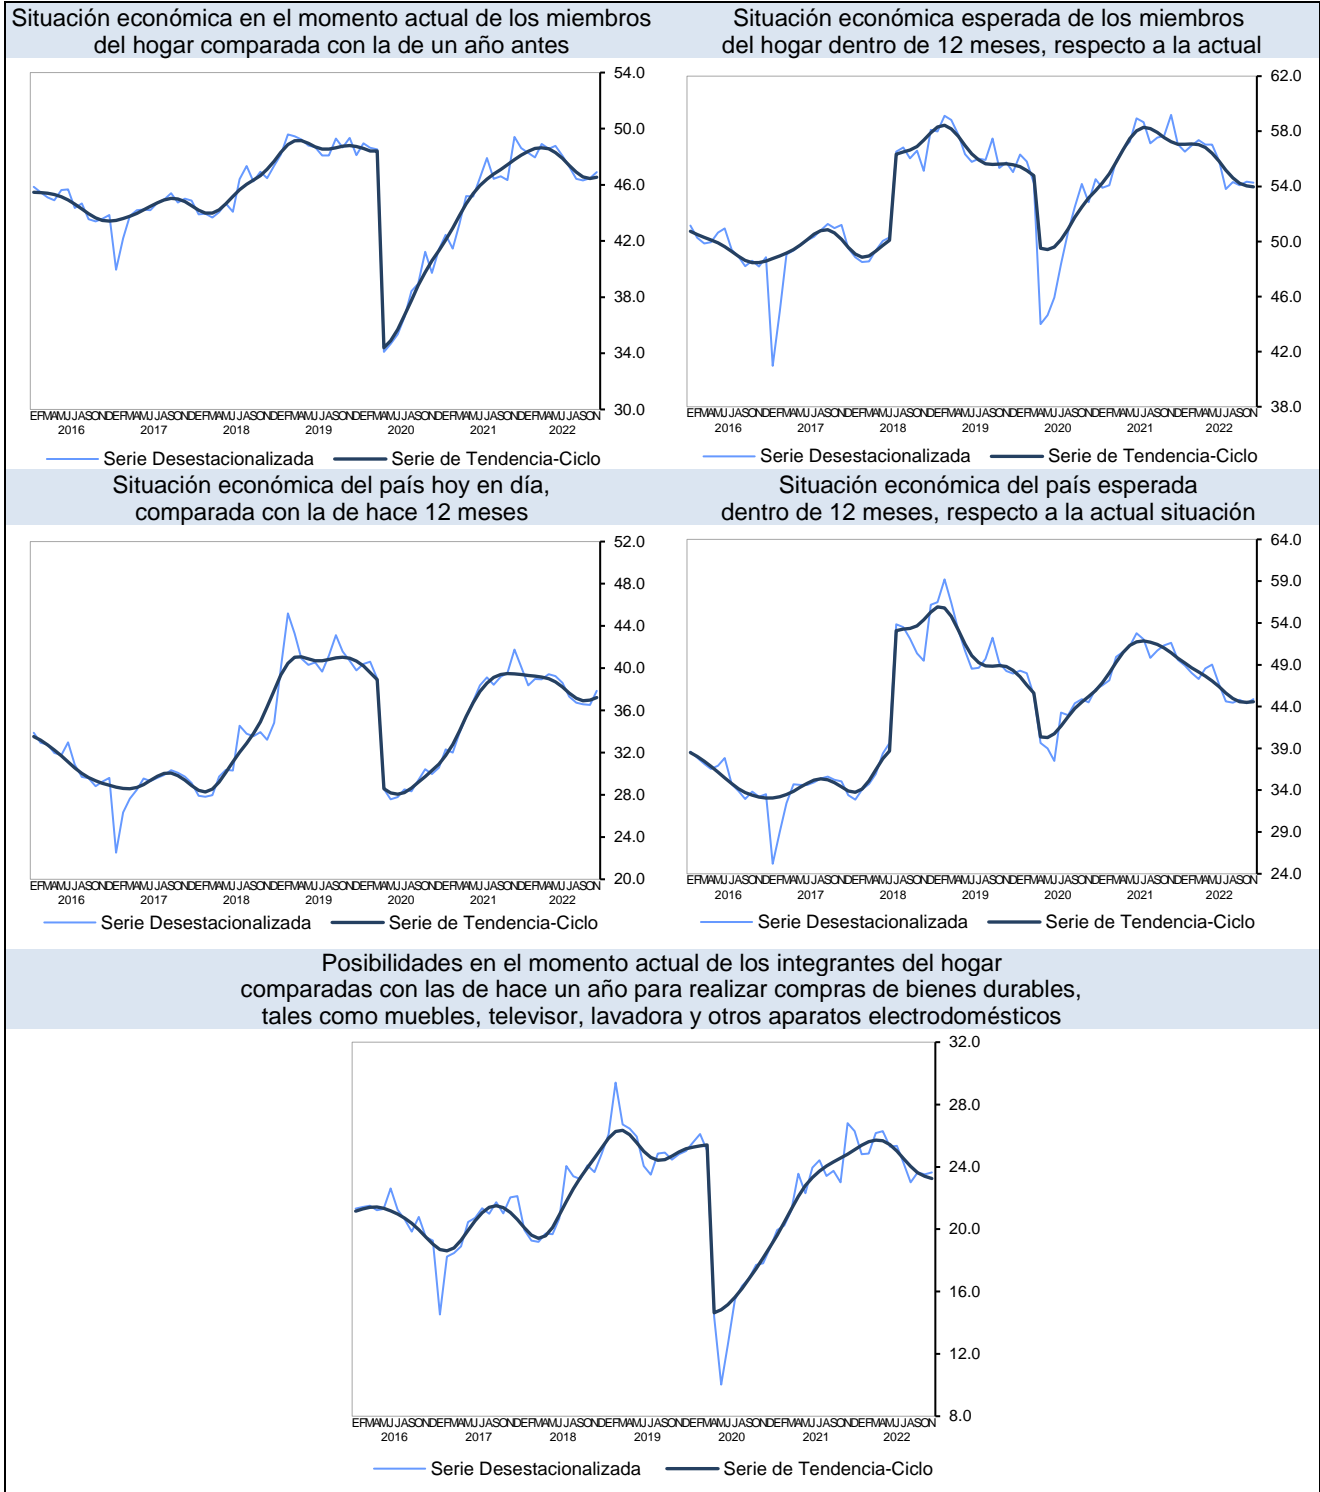 Situación económica en el momento actual de los miembros
del hogar comparada con la de un año antes
54.0
50.0
46.0
42.0
38.0
34.0
30.0
EFMAMJJASONDEFMAMJJASONDEFMAMJJASONDEFMAMJJASONDEFMAMJJASONDEFMAMJJASONDEFMAMJJASON
2016 2017 2018 2019 2020 2021 2022
Serie Desestacionalizada Serie de Tendencia-Ciclo
Situación económica esperada de los miembros
del hogar dentro de 12 meses, respecto a la actual
62.0
58.0
54.0
50.0
46.0
42.0
38.0
EFMAMJJASONDEFMAMJJASONDEFMAMJJASONDEFMAMJJASONDEFMAMJJASONDEFMAMJJASONDEFMAMJJASON
2016 2017 2018 2019 2020 2021 2022
Serie Desestacionalizada Serie de Tendencia-Ciclo
Situación económica del país hoy en día,
comparada con la de hace 12 meses
52.0
48.0
44.0
40.0
36.0
32.0
28.0
24.0
20.0
EFMAMJJASONDEFMAMJJASONDEFMAMJJASONDEFMAMJJASONDEFMAMJJASONDEFMAMJJASONDEFMAMJJASON
2016 2017 2018 2019 2020 2021 2022
Serie Desestacionalizada Serie de Tendencia-Ciclo
Situación económica del país esperada
dentro de 12 meses, respecto a la actual situación
64.0
59.0
54.0
49.0
44.0
39.0
34.0
29.0
24.0
EFMAMJJASONDEFMAMJJASONDEFMAMJJASONDEFMAMJJASONDEFMAMJJASONDEFMAMJJASONDEFMAMJJASON
2016 2017 2018 2019 2020 2021 2022
Serie Desestacionalizada Serie de Tendencia-Ciclo
Posibilidades en el momento actual de los integrantes del hogar
comparadas con las de hace un año para realizar compras de bienes durables,
tales como muebles, televisor, lavadora y otros aparatos electrodomésticos
32.0
28.0
24.0
20.0
16.0
12.0
8.0
EFMAMJJASONDEFMAMJJASONDEFMAMJJASONDEFMAMJJASONDEFMAMJJASONDEFMAMJJASONDEFMAMJJASON
2016 2017 2018 2019 2020 2021 2022
Serie Desestacionalizada Serie de Tendencia-Ciclo